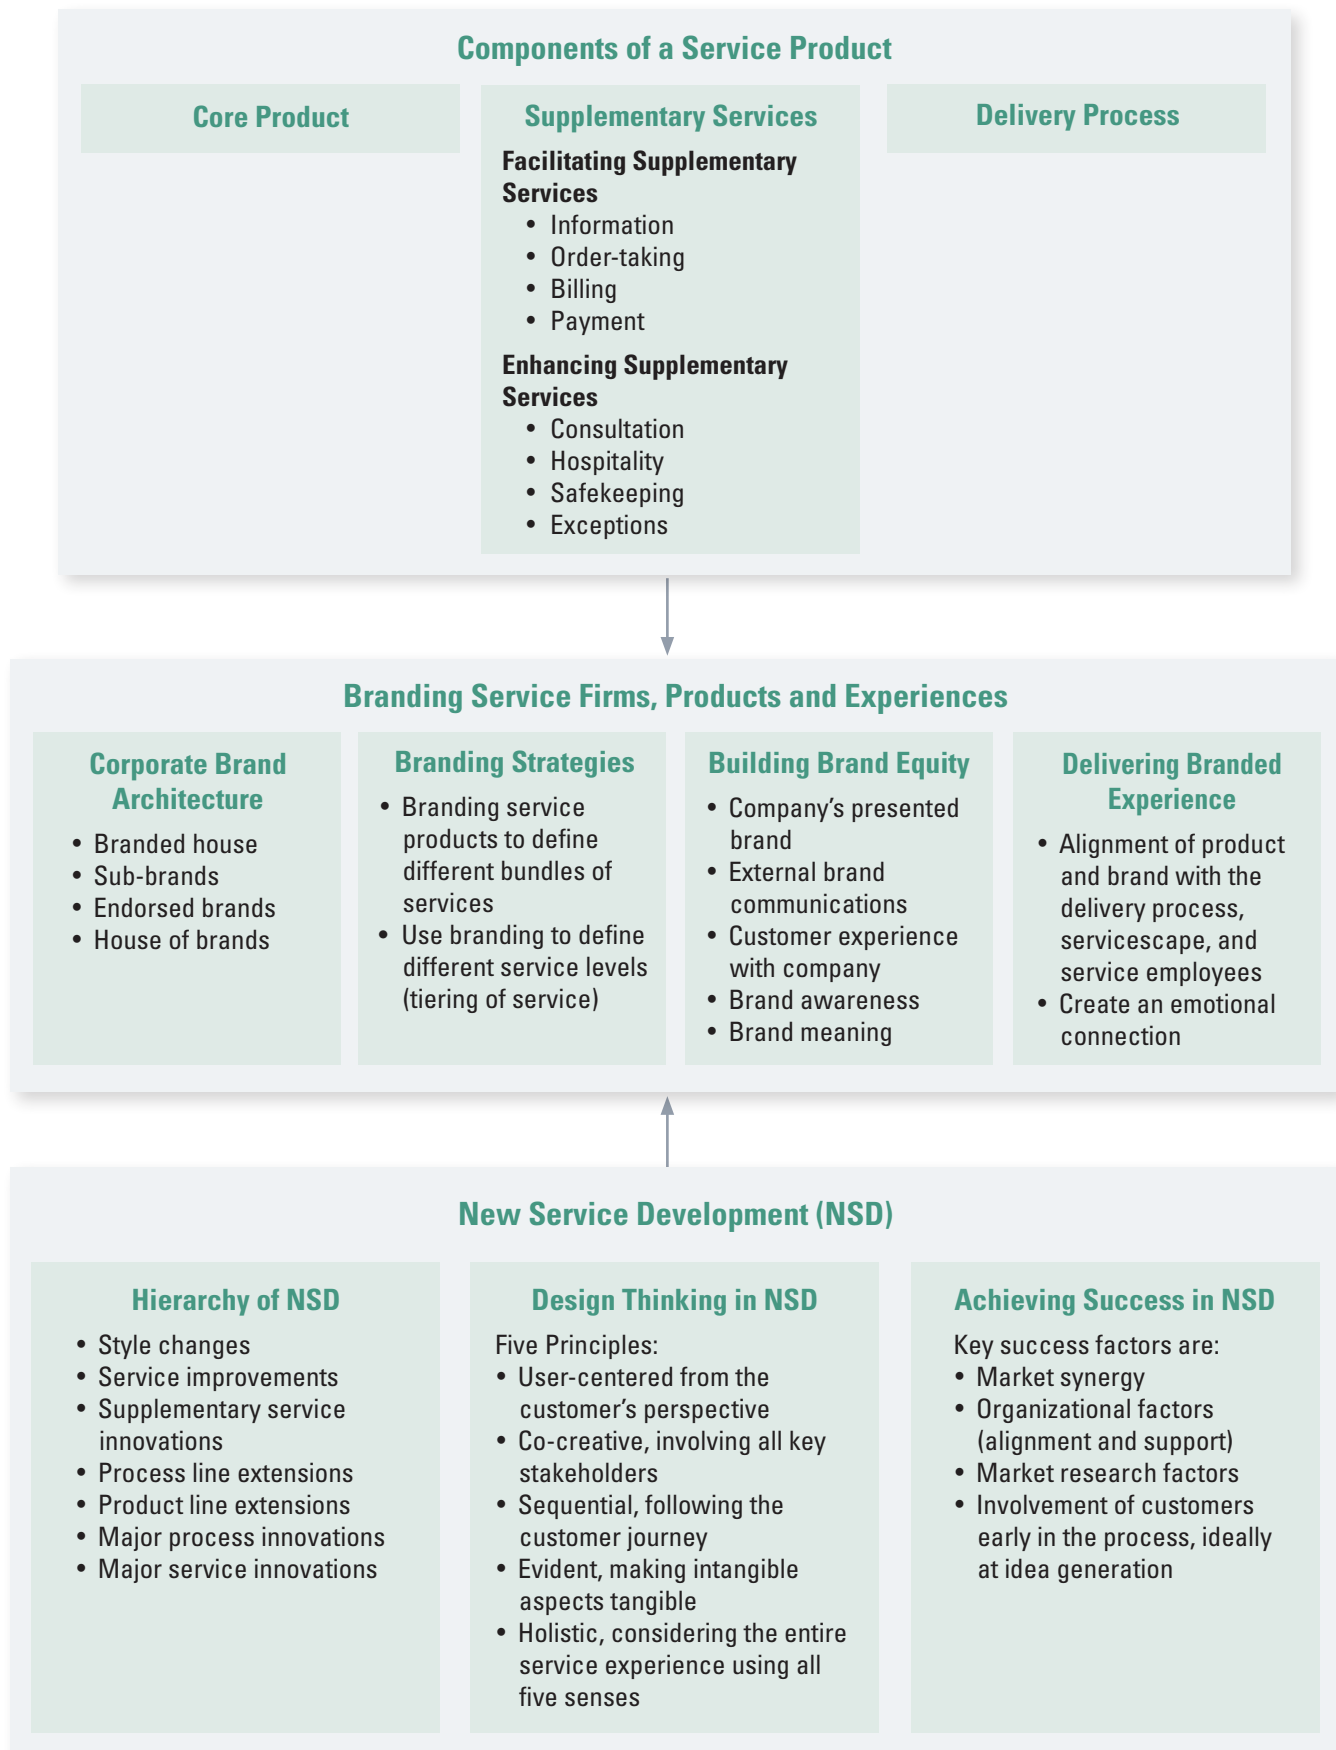 Components of a Service Product
Core Product
Supplementary Services
Facilitating Supplementary
Services
• Information
• Order-taking
• Billing
• Payment
Enhancing Supplementary
Services
• Consultation
• Hospitality
• Safekeeping
• Exceptions
Delivery Process
Branding Service Firms, Products and Experiences
Corporate Brand
Architecture
• Branded house
• Sub-brands
• Endorsed brands
• House of brands
Branding Strategies
• Branding service
products to define
different bundles of
services
• Use branding to define
different service levels
(tiering of service)
Building Brand Equity
• Company’s presented
brand
• External brand
communications
• Customer experience
with company
• Brand awareness
• Brand meaning
Delivering Branded
Experience
• Alignment of product
and brand with the
delivery process,
servicescape, and
service employees
• Create an emotional
connection
New Service Development (NSD)
Hierarchy of NSD
• Style changes
• Service improvements
• Supplementary service
innovations
• Process line extensions
• Product line extensions
• Major process innovations
• Major service innovations
Design Thinking in NSD
Five Principles:
• User-centered from the
customer’s perspective
• Co-creative, involving all key
stakeholders
• Sequential, following the
customer journey
• Evident, making intangible
aspects tangible
• Holistic, considering the entire
service experience using all
five senses
Achieving Success in NSD
Key success factors are:
• Market synergy
• Organizational factors
(alignment and support)
• Market research factors
• Involvement of customers
early in the process, ideally
at idea generation